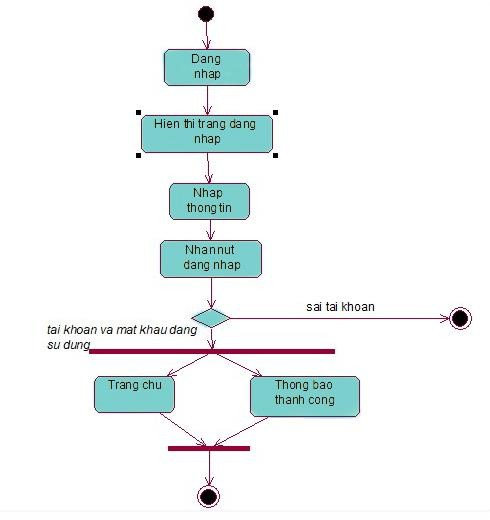 Dang
nhap
Hien thi trang dang
nhap
Nhap
thong tin
Nhan nut
dang nhap
sai tai khoan
tai khoan va mat khau dang
su dung
Trang chu
Thong bao
thanh cong